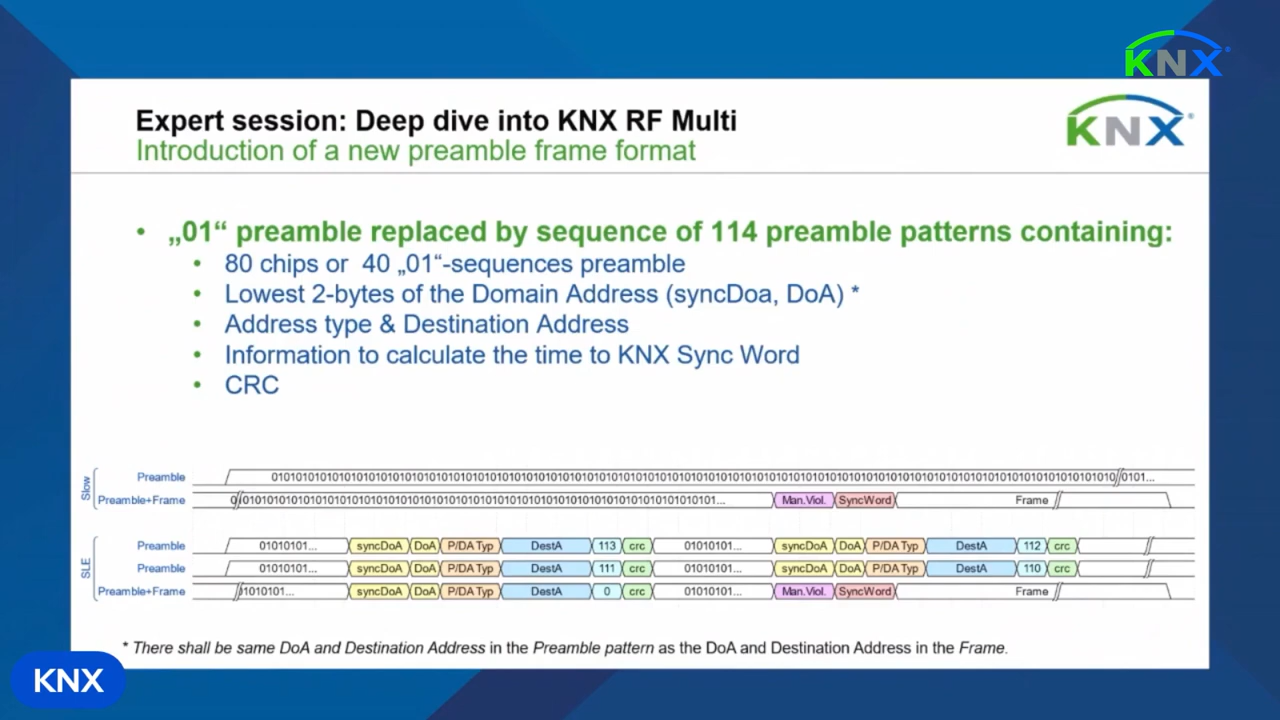 KNX
Expert session: Deep dive into KNX RF Multi
Introduction of a new preamble frame format
KNX
• „01“ preamble replaced by sequence of 114 preamble patterns containing:
• 80 chips or 40 „01“-sequences preamble
• Lowest 2-bytes of the Domain Address (syncDoa, DoA) *
• Address type & Destination Address
• Information to calculate the time to KNX Sync Word
• CRC
Slow
Preamble 0101...
Preamble+Frame Man.Viol. SyncWord Frame
SLE
Preamble 01010101... syncDoA DoA P/DA Typ DestA 113 crc 01010101... syncDoA DoA P/DA Typ DestA 112 crc
Preamble 01010101... syncDoA DoA P/DA Typ DestA 111 crc 01010101... syncDoA DoA P/DA Typ DestA 110 crc
Preamble+Frame 1010101... syncDoA DoA P/DA Typ DestA 0 crc 01010101... Man.Viol. SyncWord Frame
* There shall be same DoA and Destination Address in the Preamble pattern as the DoA and Destination Address in the Frame.
KNX